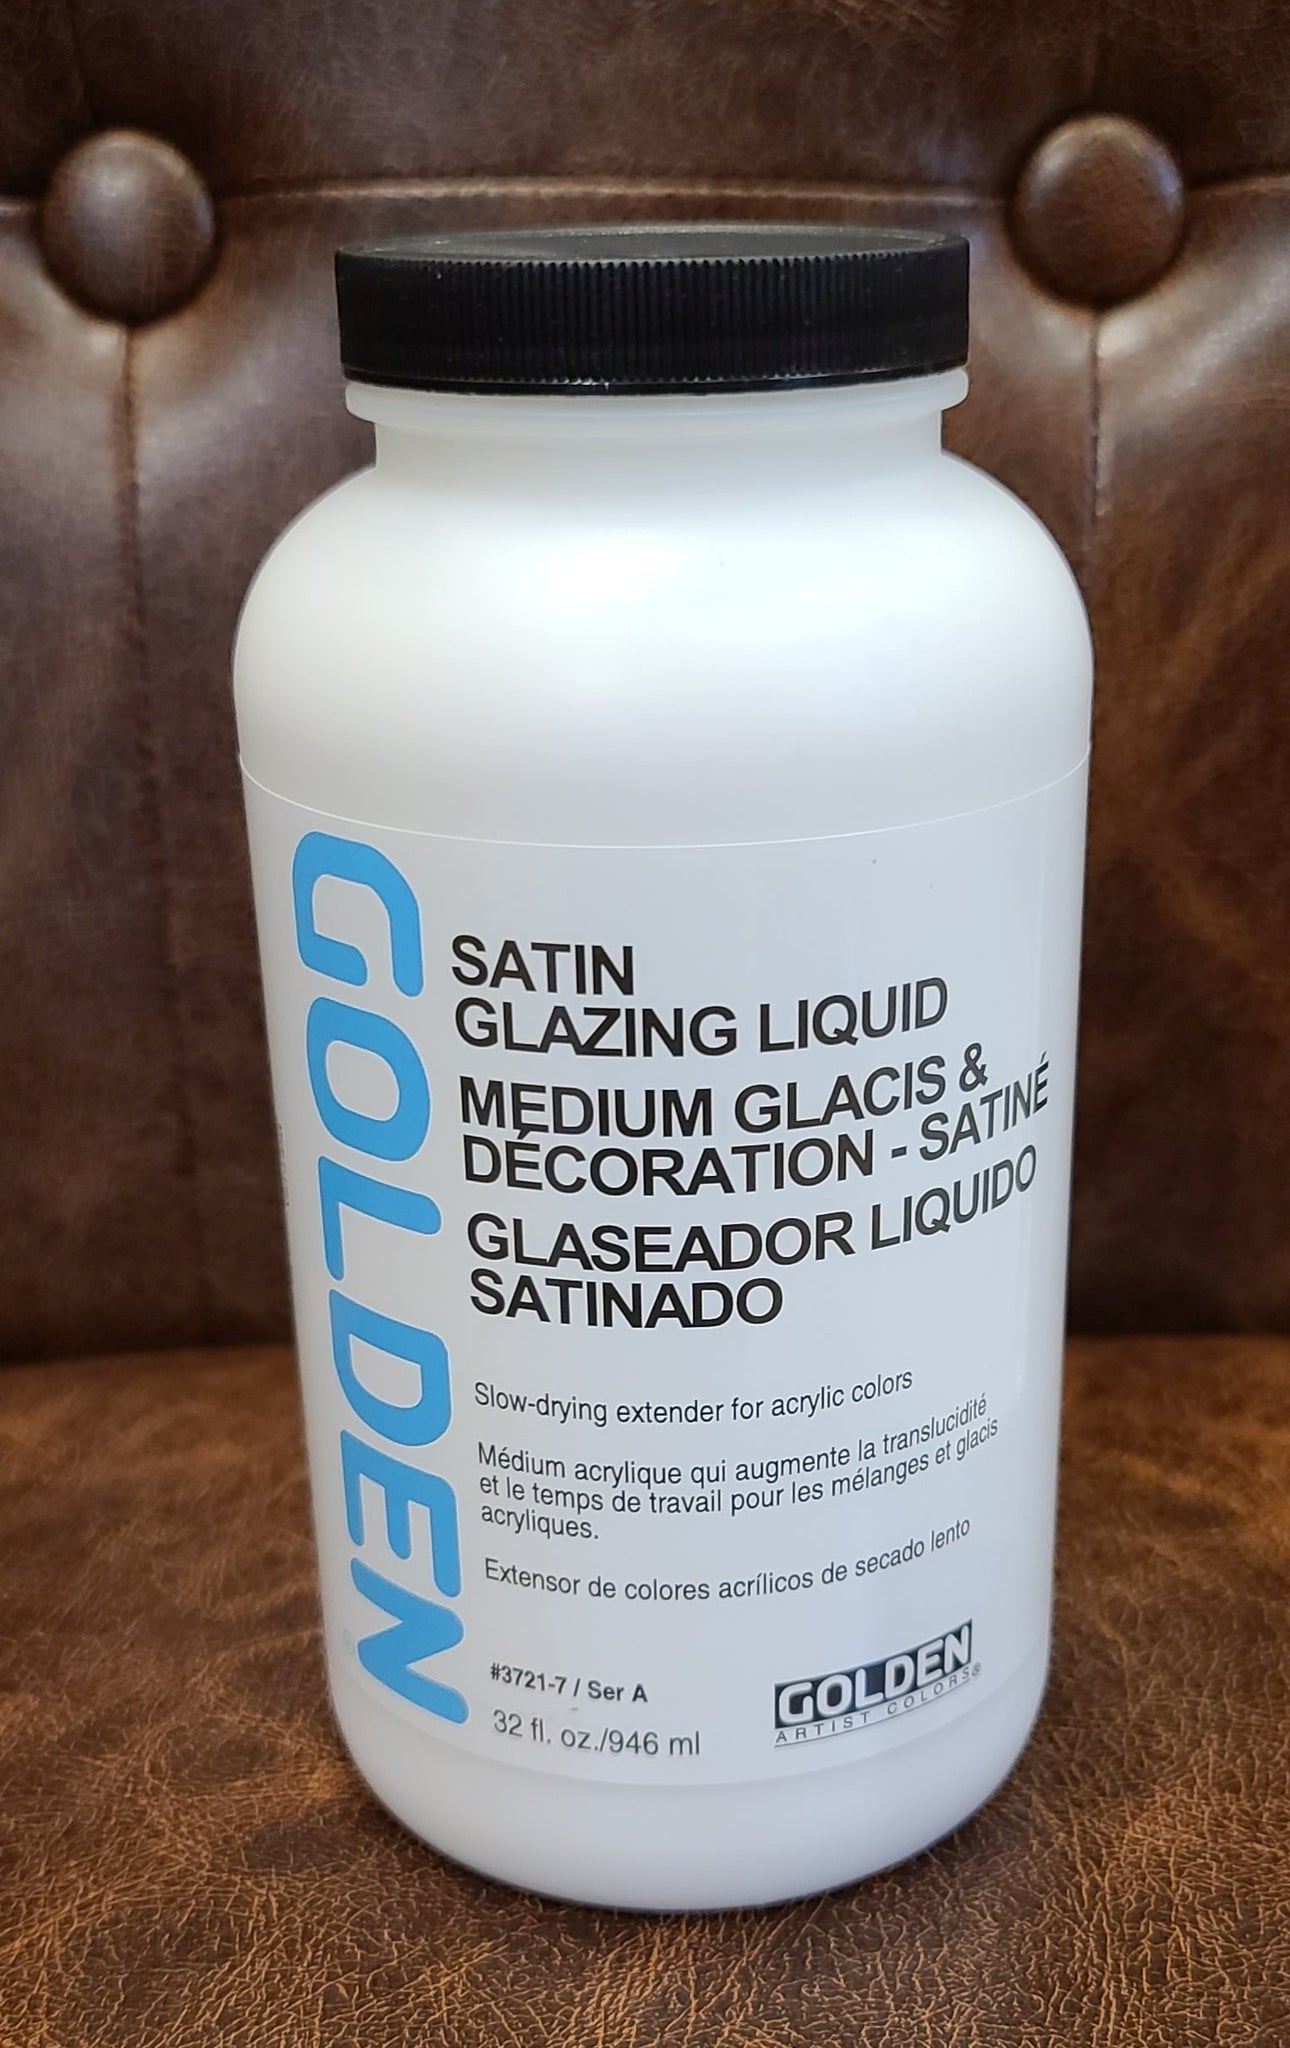 GOLDEN
SATIN
GLAZING LIQUID
MEDIUM GLACIS &
DÉCORATION - SATINÉ
GLASEADOR LIQUIDO
SATINADO
Slow-drying extender for acrylic colors
Médium acrylique qui augmente la translucidité
et le temps de travail pour les mélanges et glacis
acryliques.
Extensor de colores acrílicos de secado lento
#3721-7 / Ser A
32 fl. oz./946 ml
GOLDEN
ARTIST COLORS®